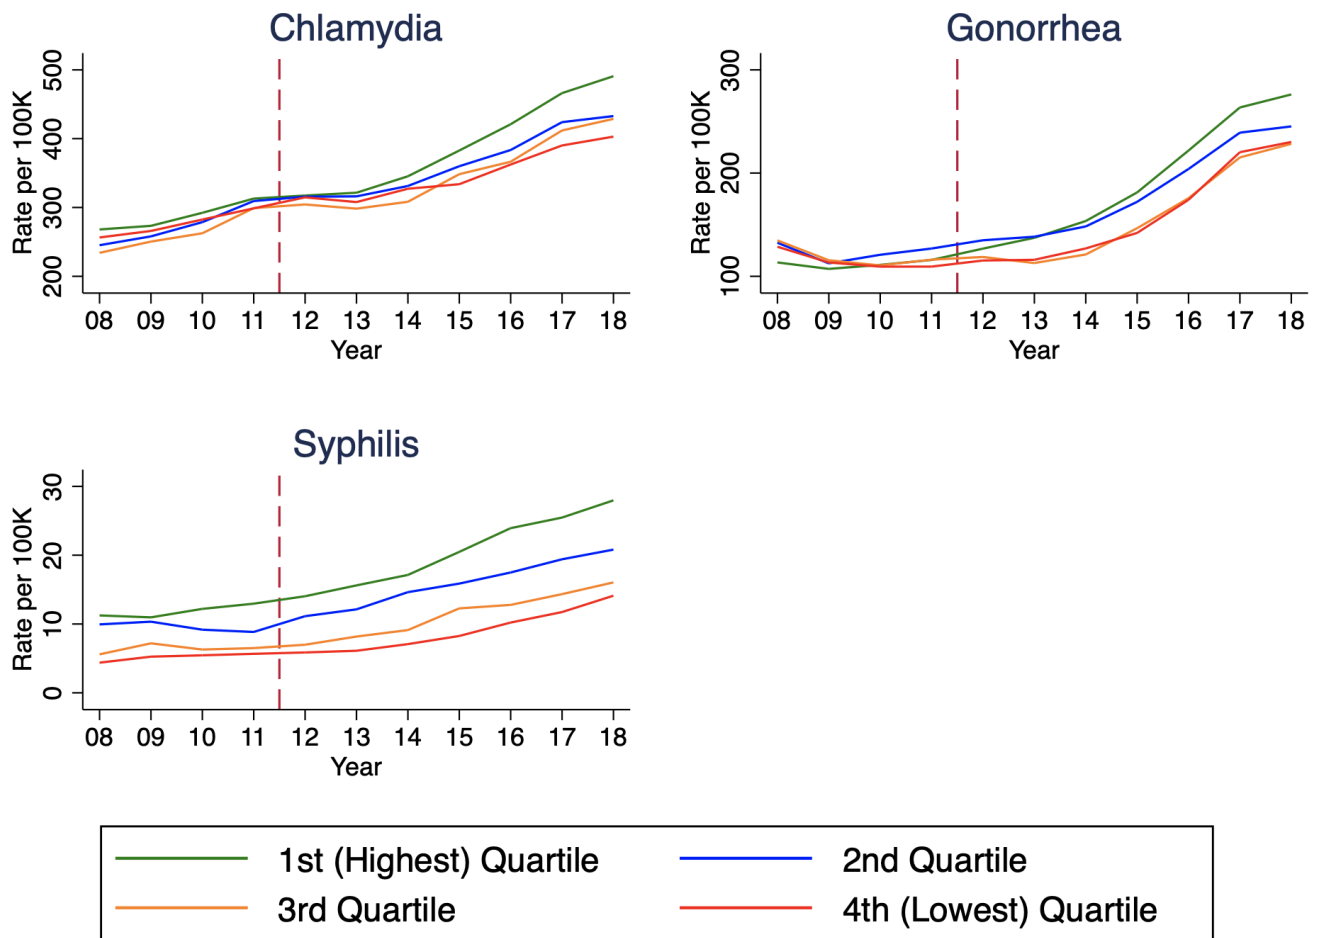 Chlamydia
Rate per 100K
500
400
300
200
08 09 10 11 12 13 14 15 16 17 18
Year
Gonorrhea
Rate per 100K
300
200
100
08 09 10 11 12 13 14 15 16 17 18
Year
Syphilis
Rate per 100K
30
20
10
0
08 09 10 11 12 13 14 15 16 17 18
Year
1st (Highest) Quartile 2nd Quartile
3rd Quartile 4th (Lowest) Quartile